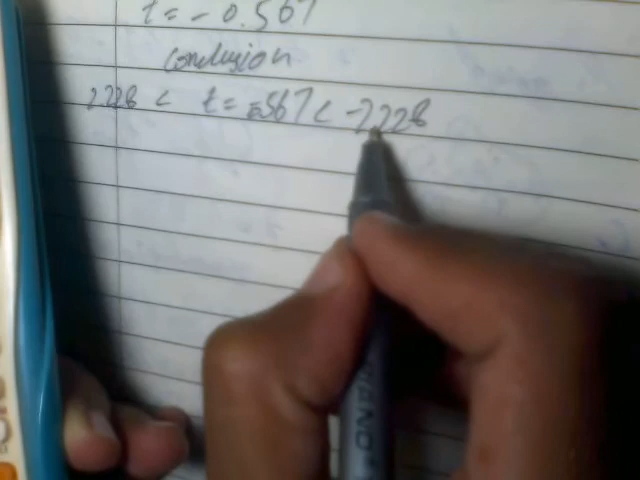 t = - 0.567
Conclusion
2.228 < t = -0.567 < -2.228